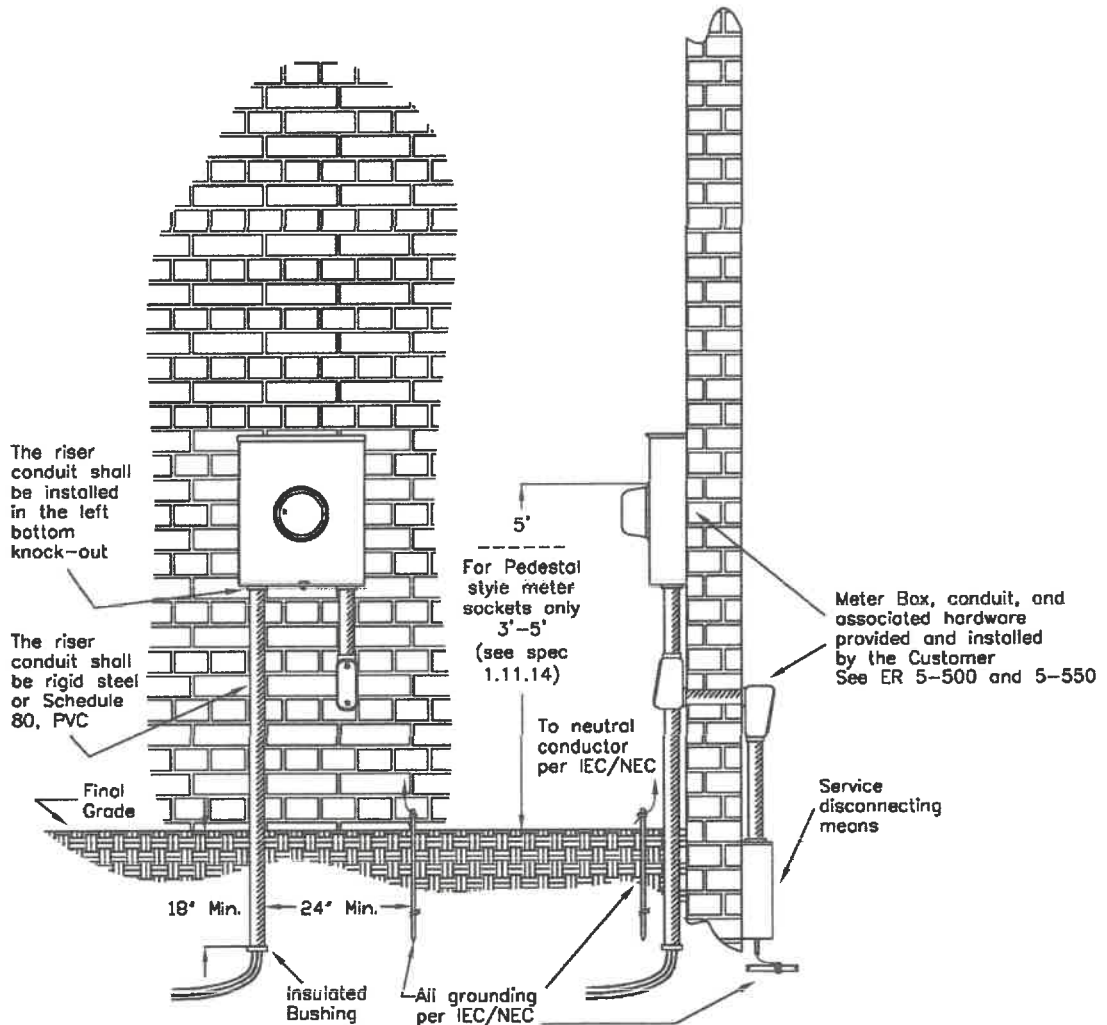 The riser
conduit shall
be installed
in the left
bottom
knock-out
The riser
conduit shall
be rigid steel
or Schedule
80, PVC
Final
Grade
18" Min.
24" Min.
Insulated
Bushing
All grounding
per IEC/NEC
5'
For Pedestal
style meter
sockets only
3'-5'
(see spec
1.11.14)
To neutral
conductor
per IEC/NEC
Meter Box, conduit, and
associated hardware
provided and installed
by the Customer
See ER 5-500 and 5-550
Service
disconnecting
means